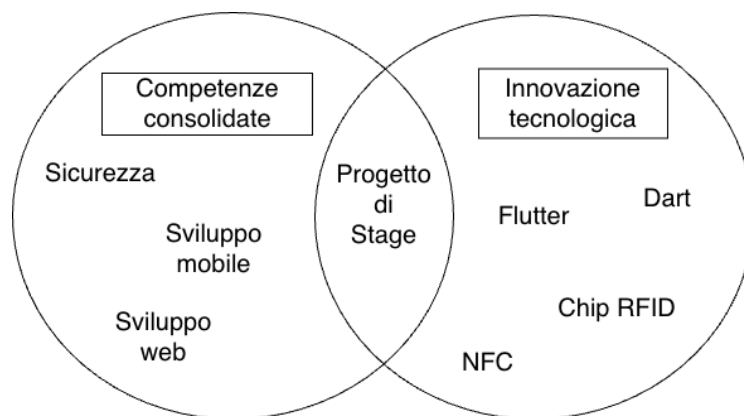 Competenze
consolidate
Sicurezza
Sviluppo
mobile
Sviluppo
web
Progetto
di
Stage
Innovazione
tecnologica
Flutter
Dart
Chip RFID
NFC